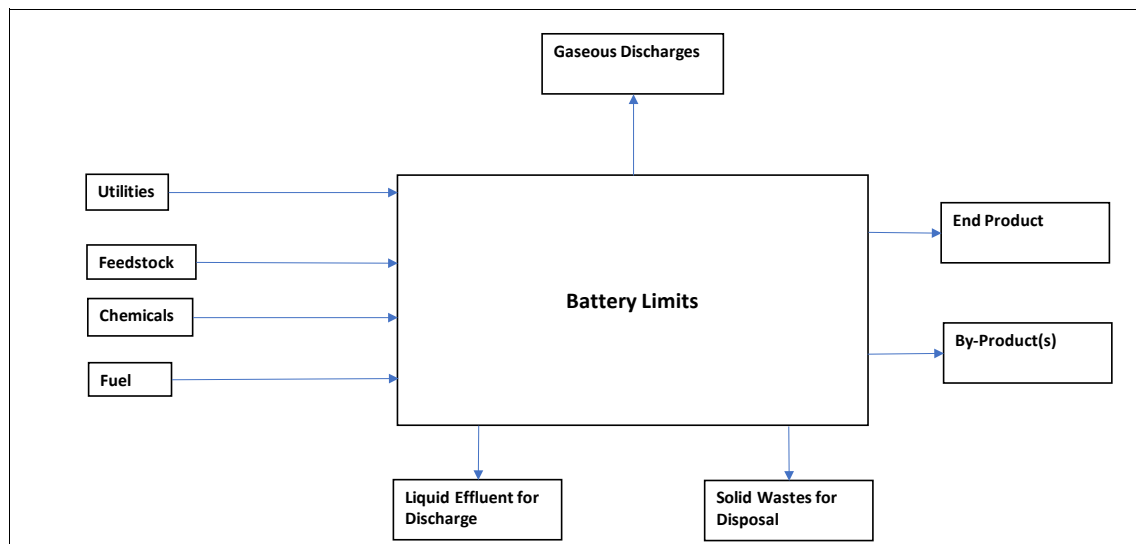 Gaseous Discharges
Utilities
Feedstock
Chemicals
Fuel
Battery Limits
End Product
By-Product(s)
Liquid Effluent for
Discharge
Solid Wastes for
Disposal